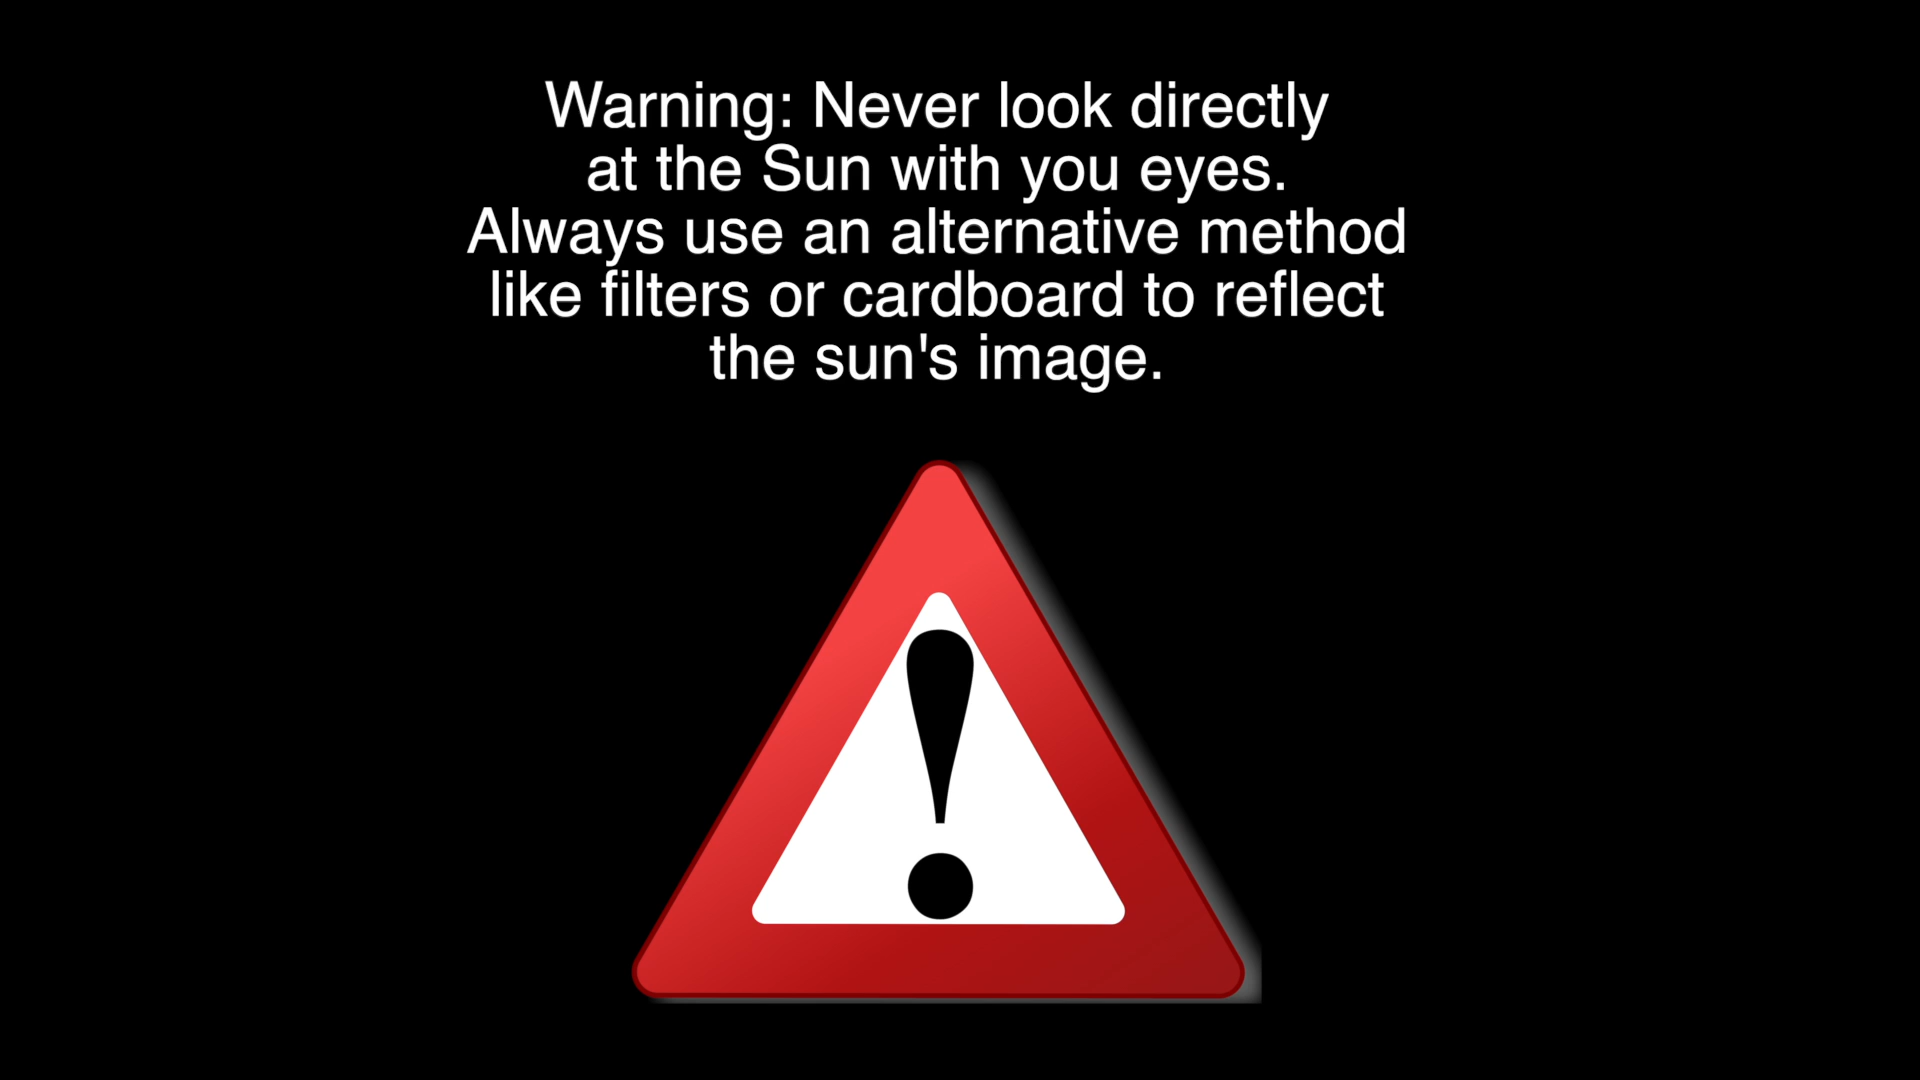 Warning: Never look directly
at the Sun with you eyes.
Always use an alternative method
like filters or cardboard to reflect
the sun's image.
!